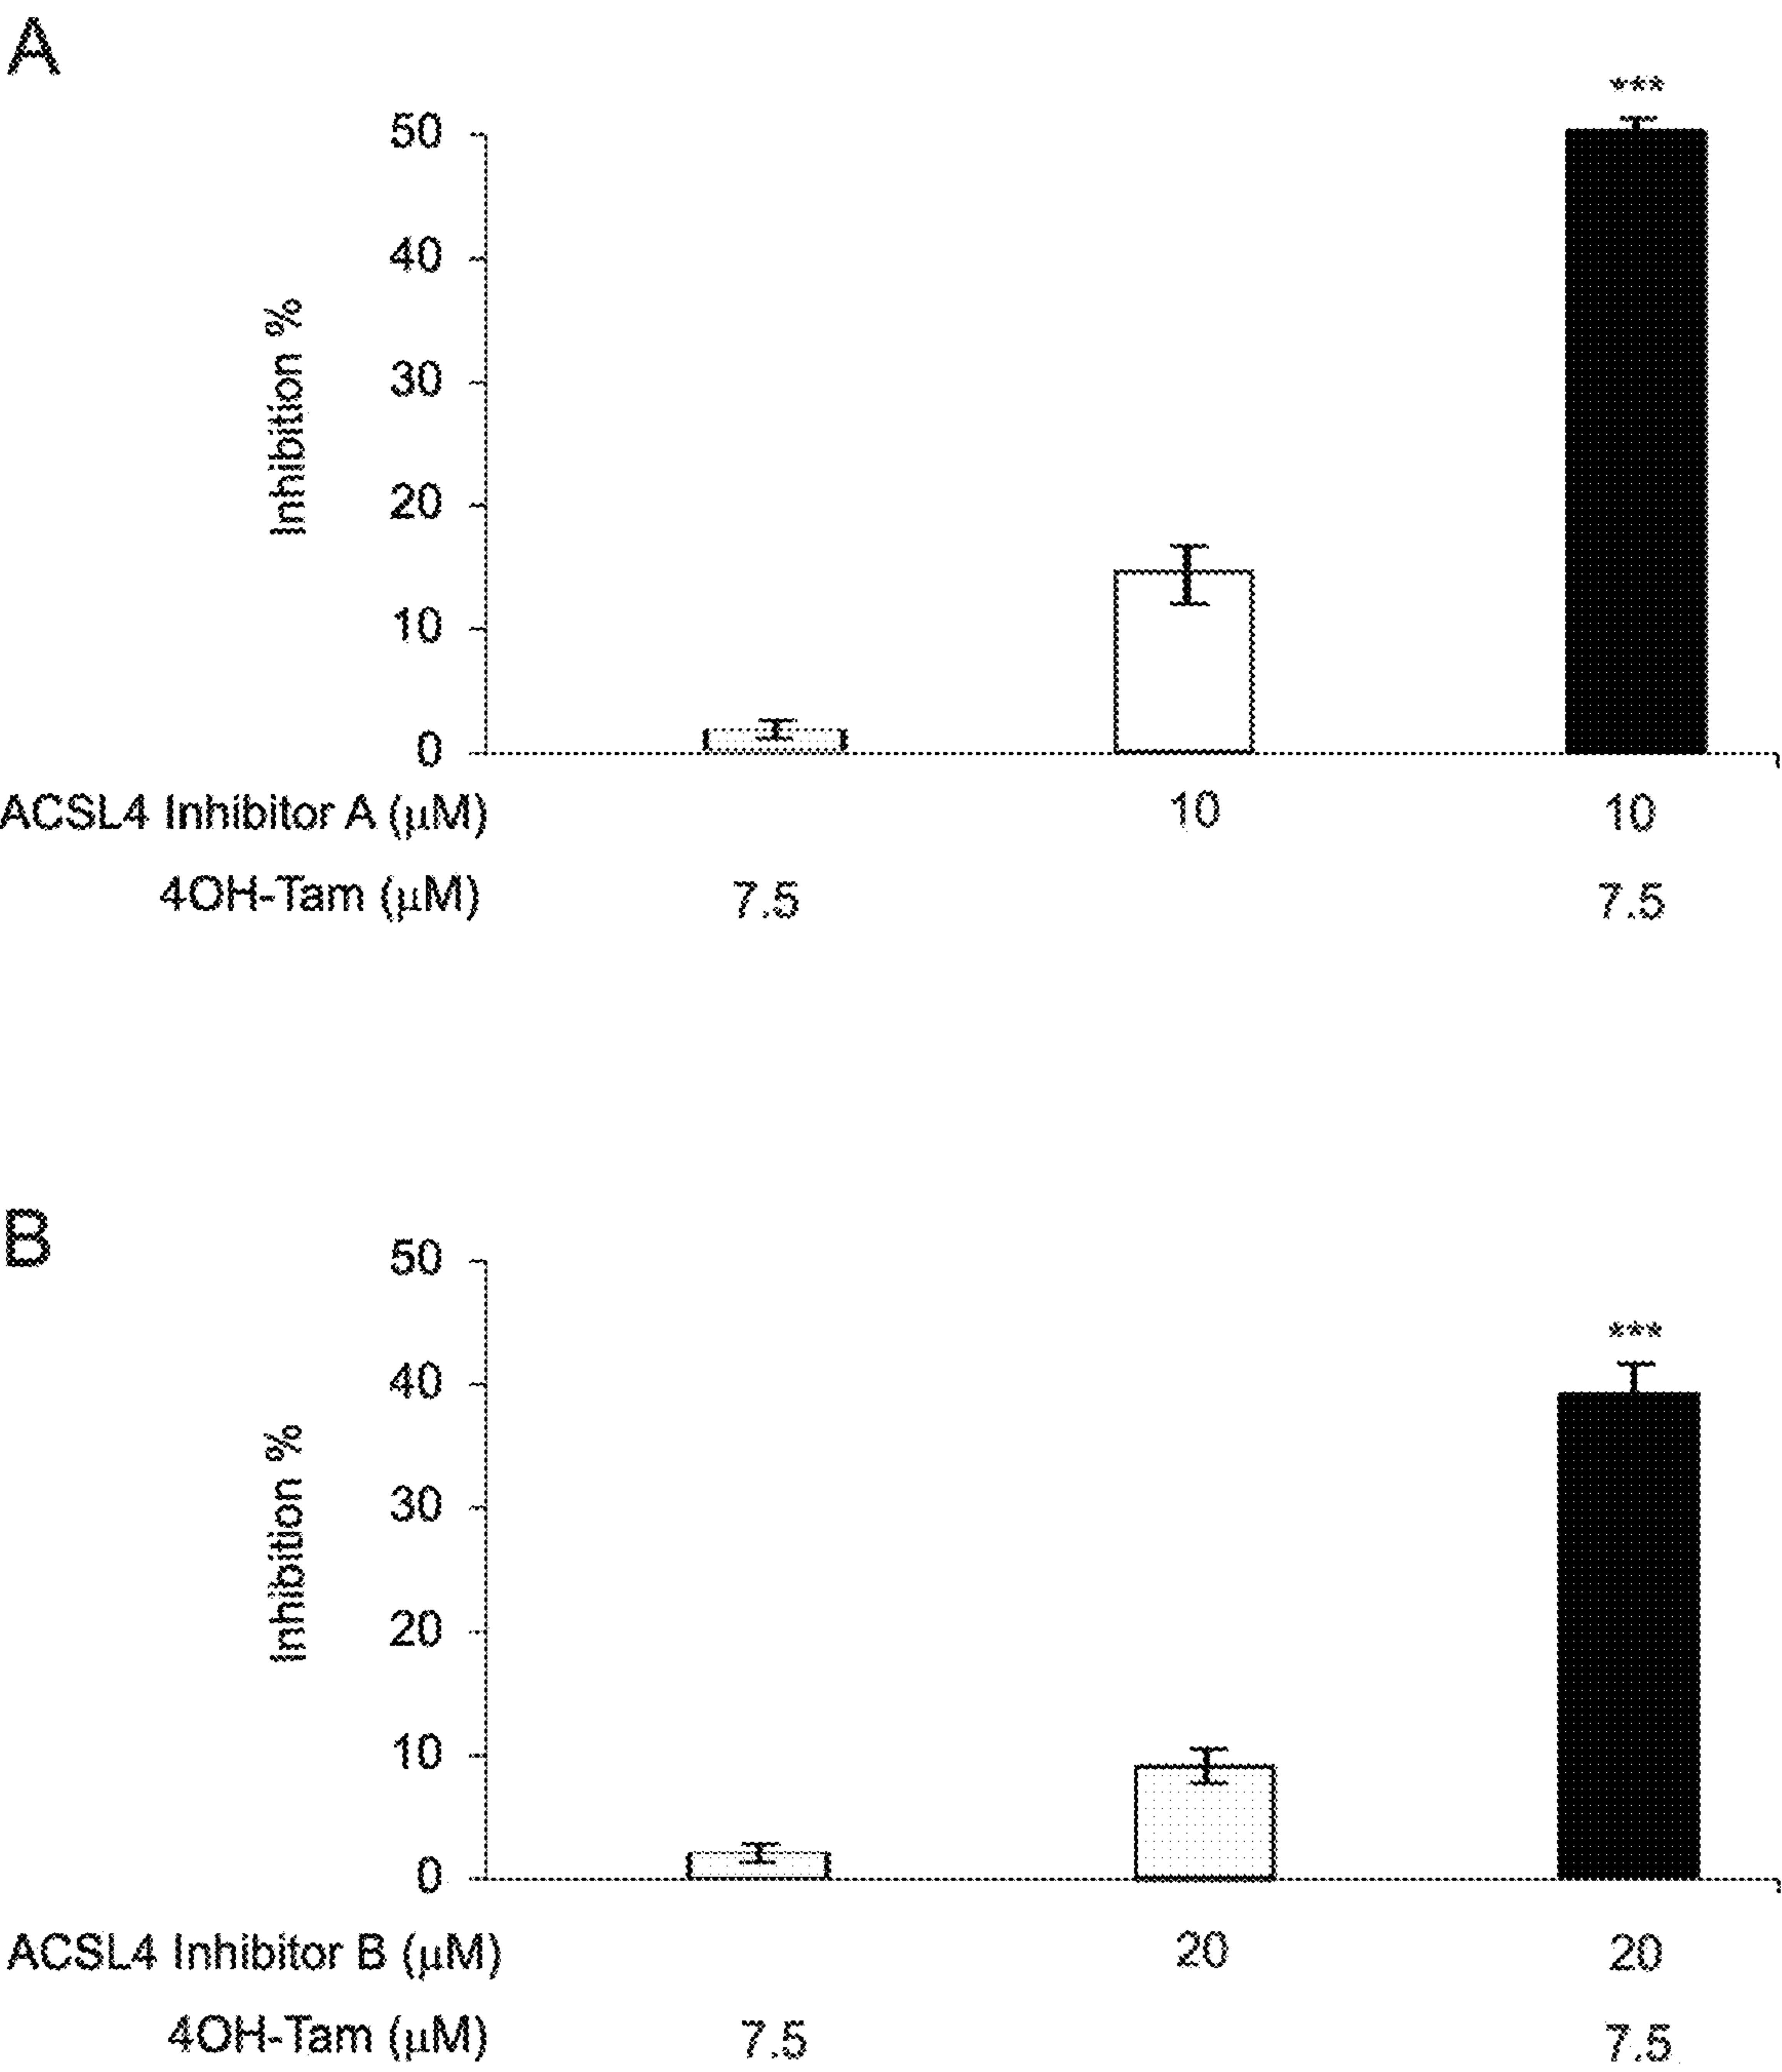 A
***
50
40
30
20
10
0
Inhibition %
ACSL4 Inhibitor A (μM) 10 10
4OH-Tam (μM) 7.5 7.5
B
***
50
40
30
20
10
0
Inhibition %
ACSL4 Inhibitor B (μM) 20 20
4OH-Tam (μM) 7.5 7.5